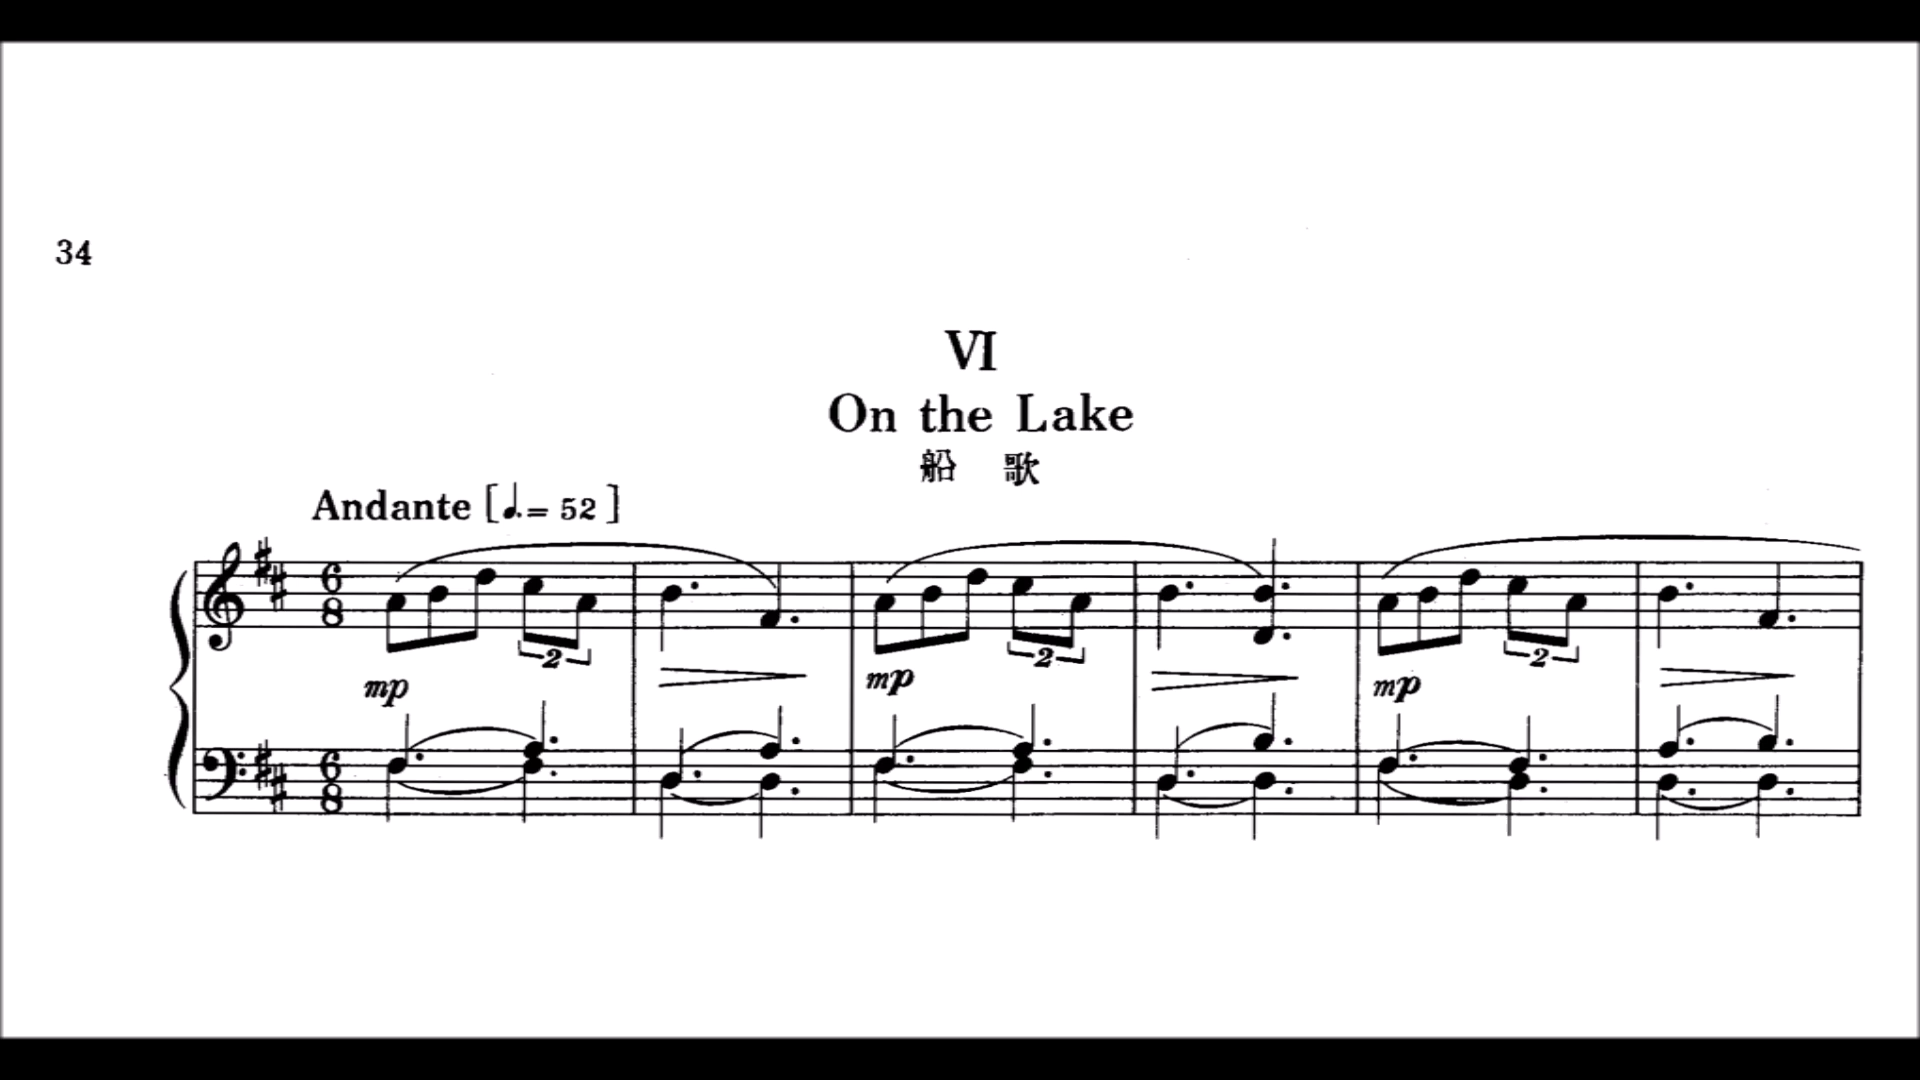 34
VI
On the Lake
船 歌
Andante [♩. = 52 ]
6 8
2
2
2
mp
mp
mp
6 8